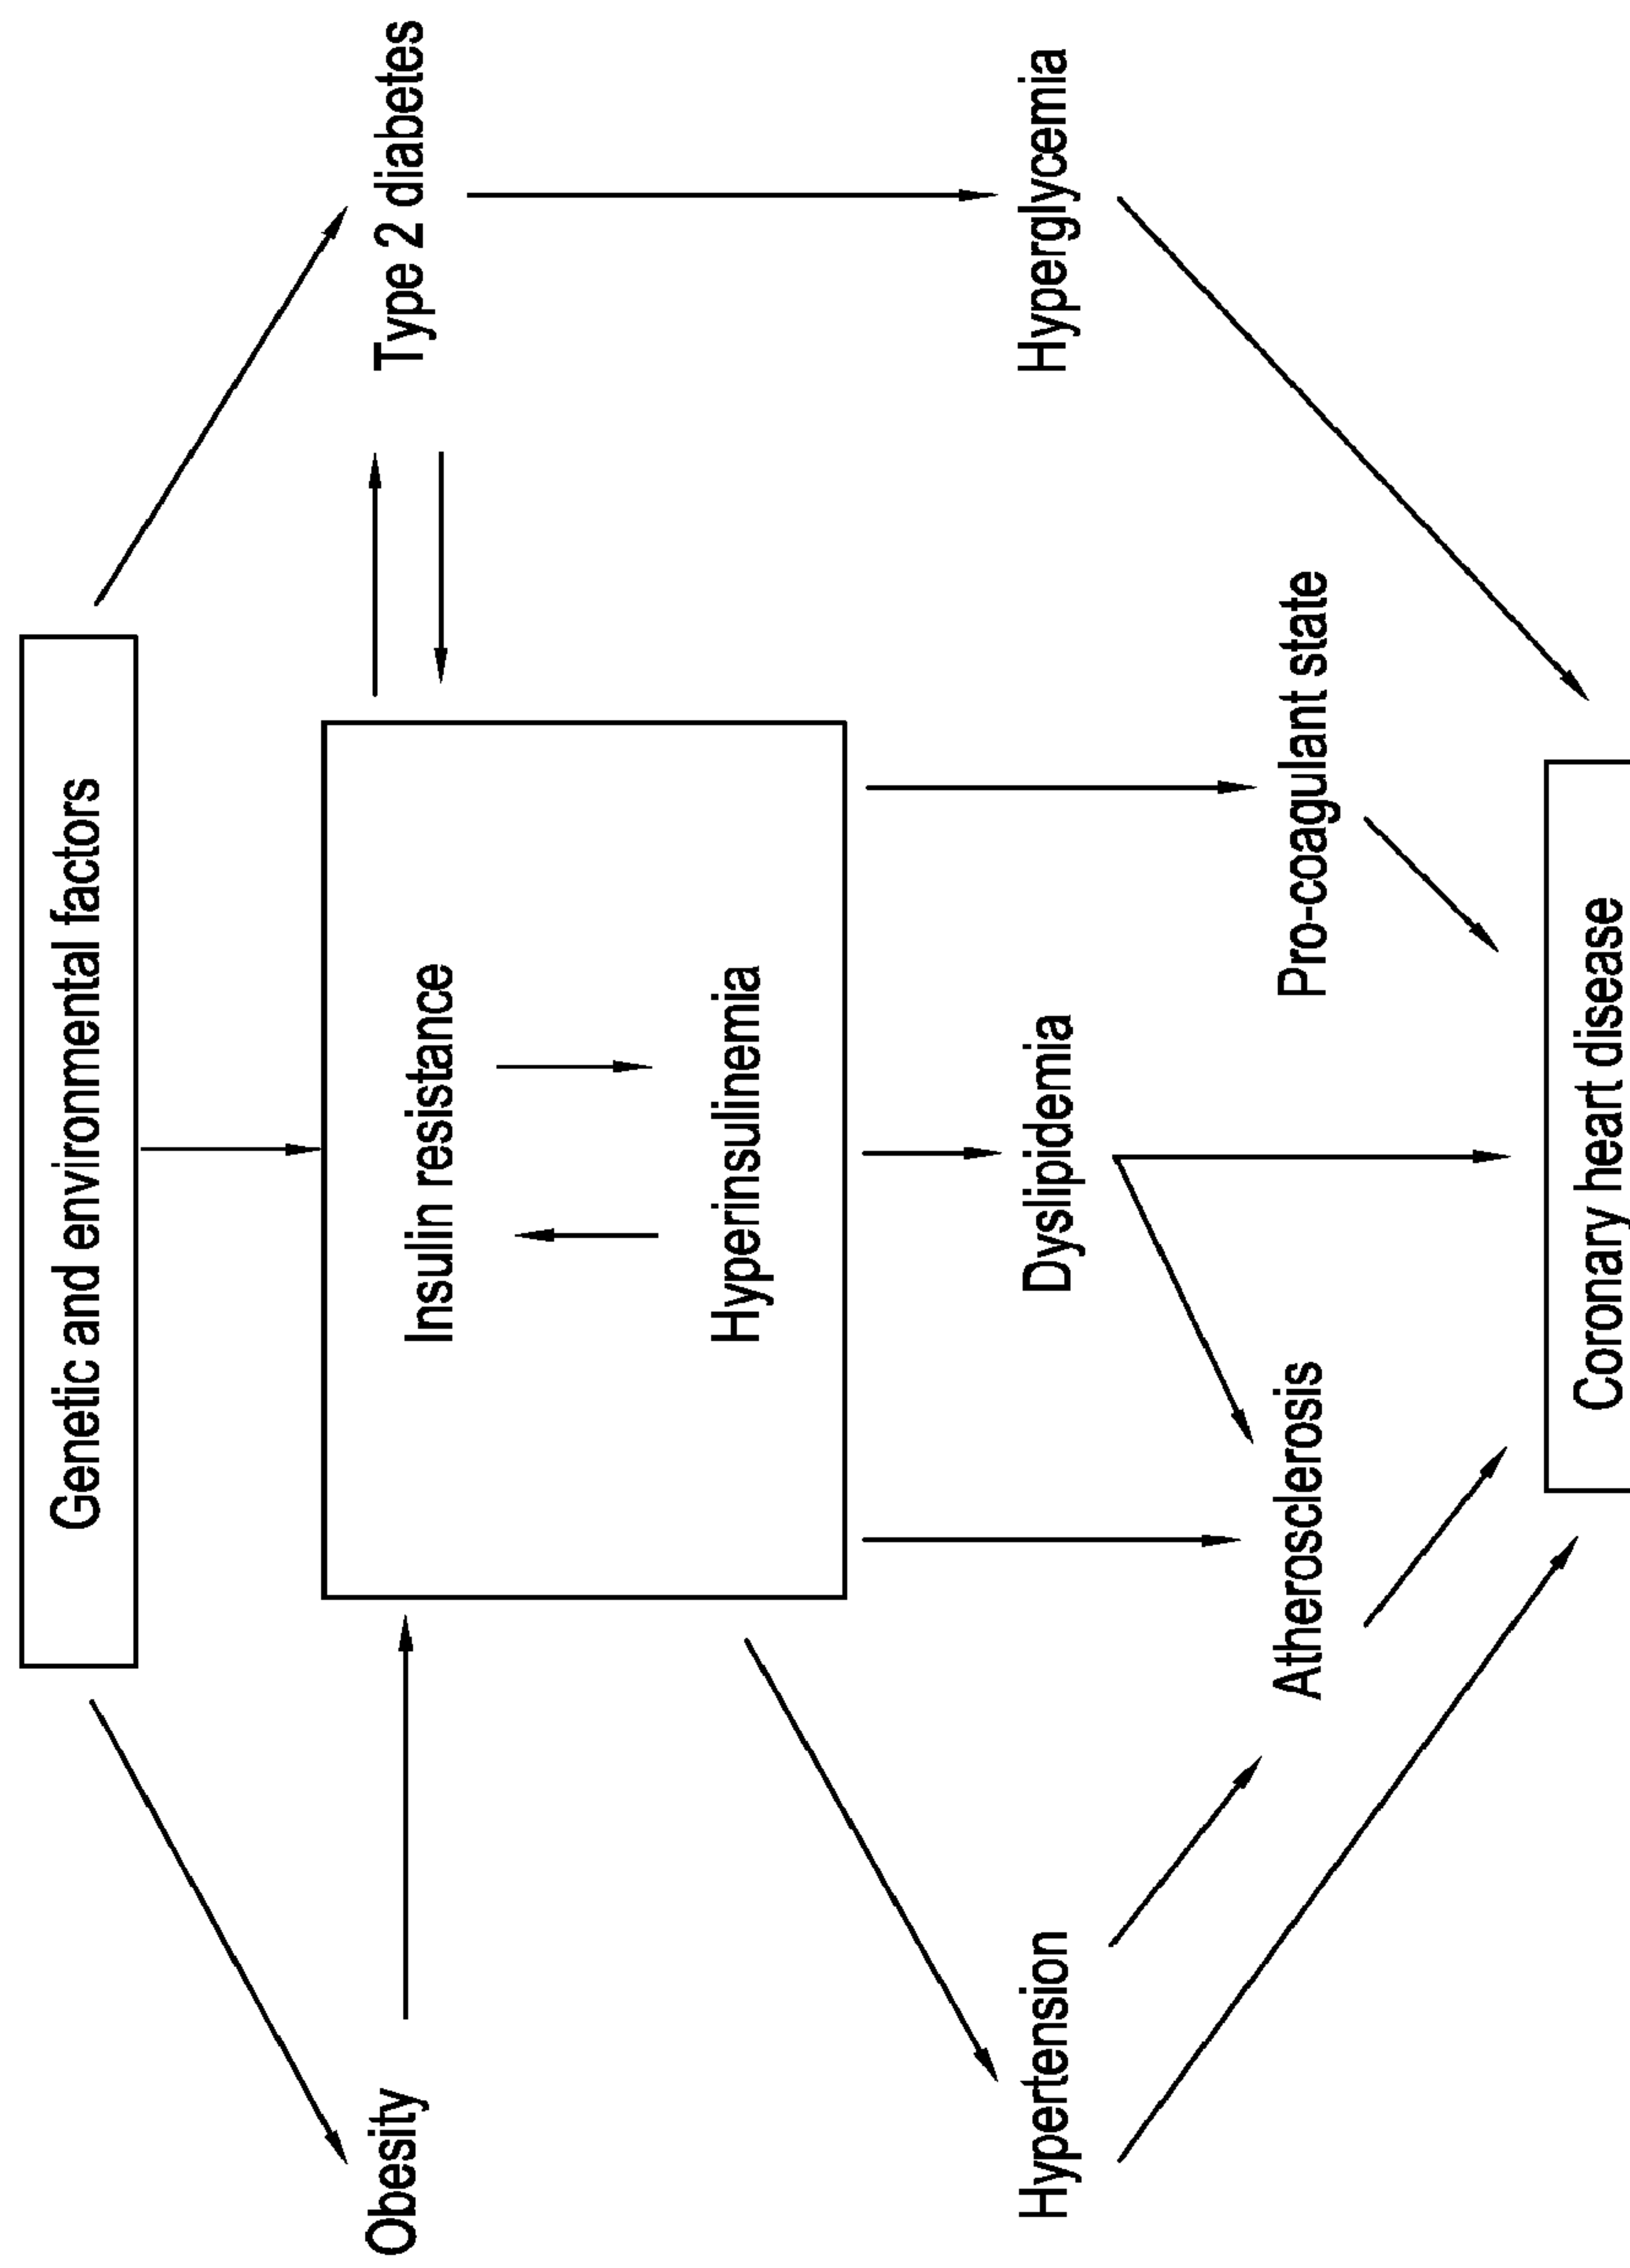 Genetic and environmental factors
Obesity
Insulin resistance
Type 2 diabetes
Hyperinsulinemia
Hypertension
Dyslipidemia
Hyperglycemia
Atherosclerosis
Pro-coagulant state
Coronary heart disease